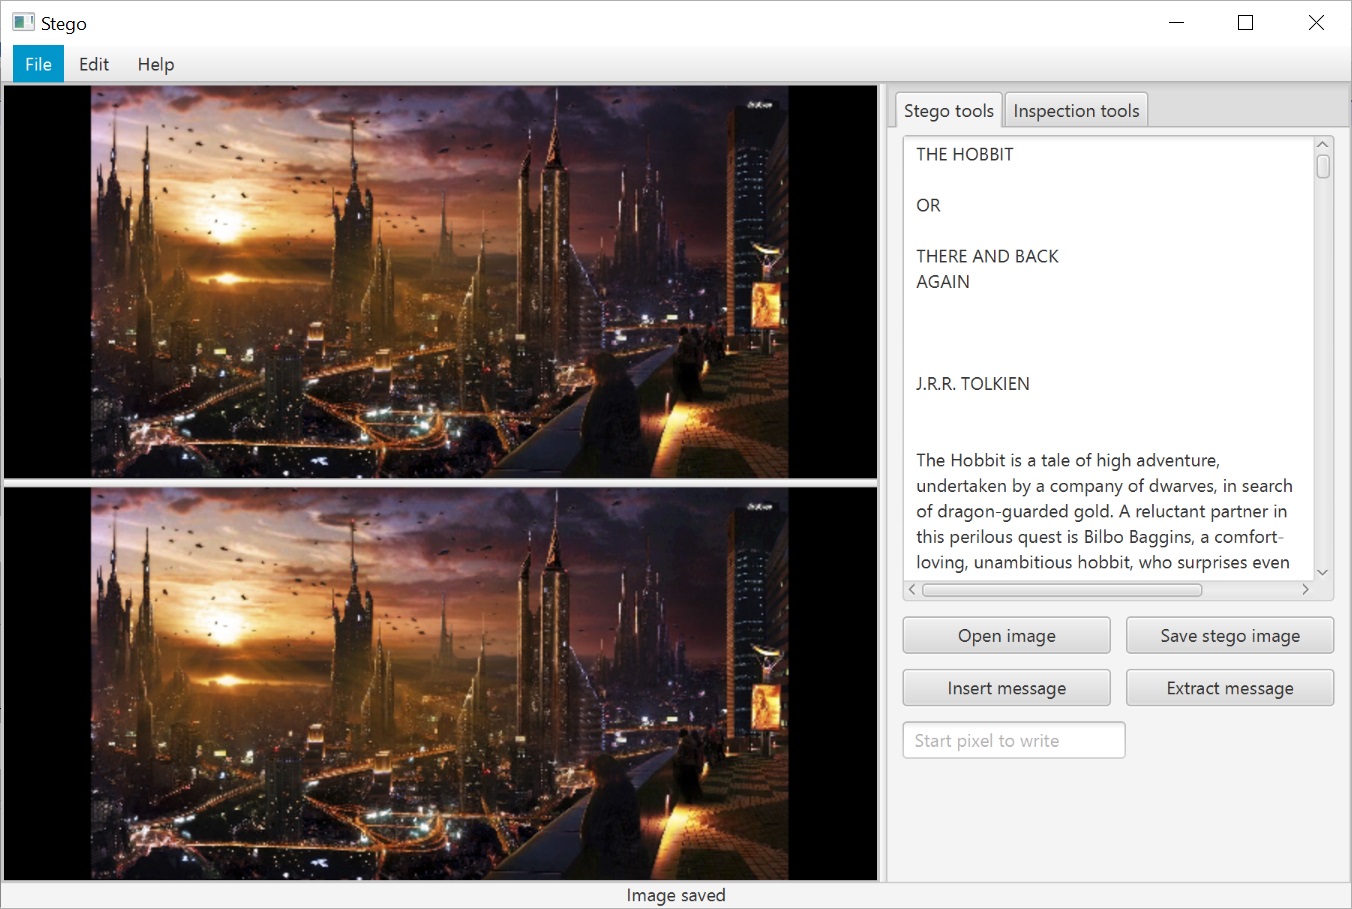 Stego
File Edit Help
Stego tools Inspection tools
THE HOBBIT
OR
THERE AND BACK
AGAIN
J.R.R. TOLKIEN
The Hobbit is a tale of high adventure,
undertaken by a company of dwarves, in search
of dragon-guarded gold. A reluctant partner in
this perilous quest is Bilbo Baggins, a comfort-
loving, unambitious hobbit, who surprises even
Open image Save stego image
Insert message Extract message
Start pixel to write
Image saved